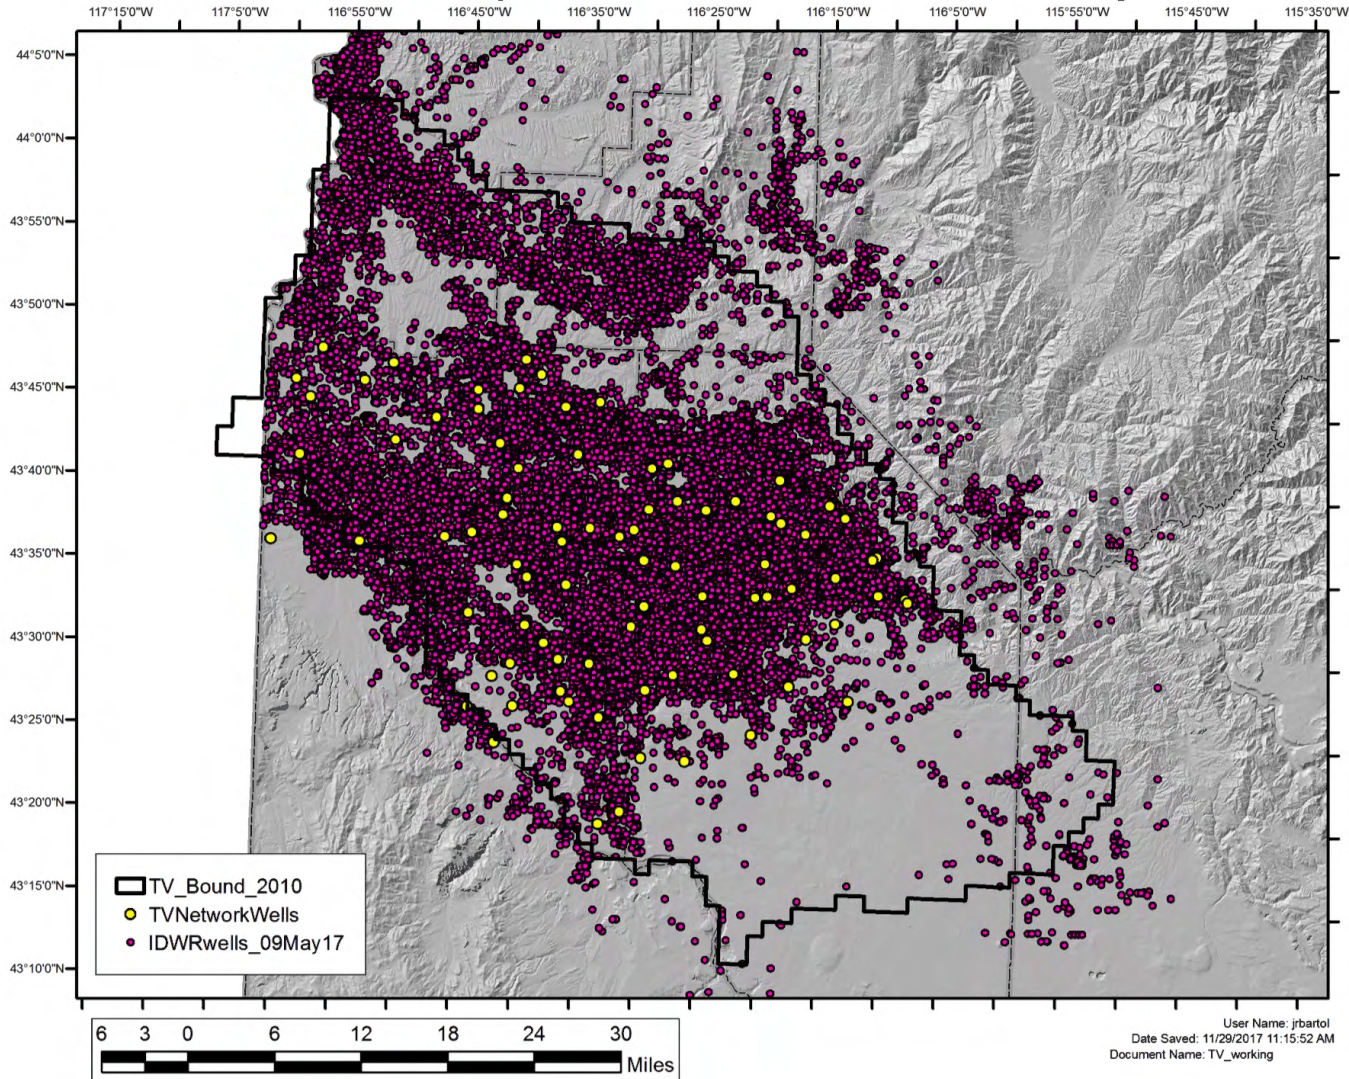 117°15'0"W 117°5'0"W 116°55'0"W 116°45'0"W 116°35'0"W 116°25'0"W 116°15'0"W 116°5'0"W 115°55'0"W 115°45'0"W 115°35'0"W
44°5'0"N
44°0'0"N
43°55'0"N
43°50'0"N
43°45'0"N
43°40'0"N
43°35'0"N
43°30'0"N
43°25'0"N
43°20'0"N
43°15'0"N
43°10'0"N
TV_Bound_2010
TVNetworkWells
IDWRwells_09May17
6 3 0 6 12 18 24 30
Miles
User Name: jrbartol
Date Saved: 11/29/2017 11:15:52 AM
Document Name: TV_working